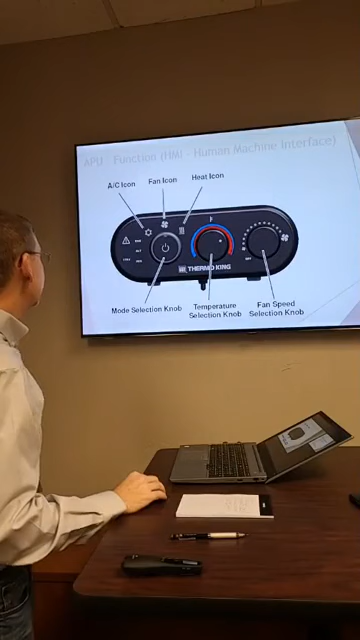 APU - Function (HMI - Human Machine Interface)
A/C Icon
Fan Icon
Heat Icon
THERMO KING
Mode Selection Knob
Temperature
Selection Knob
Fan Speed
Selection Knob